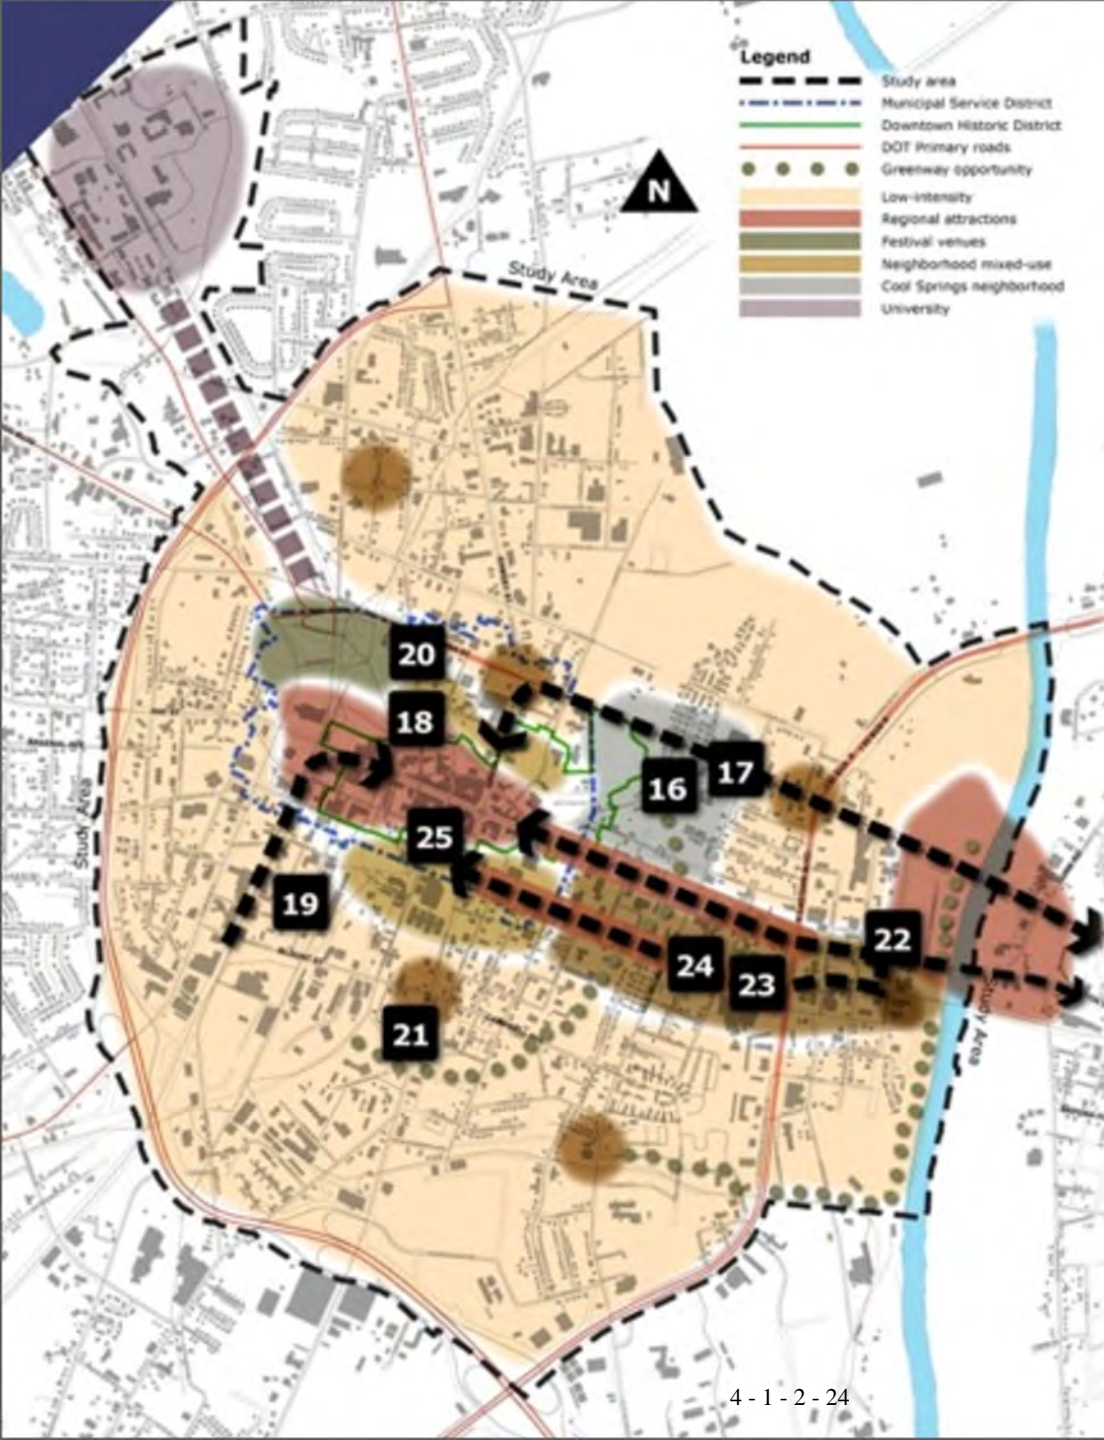 Legend
Study area
Municipal Service District
Downtown Historic District
DOT Primary roads
Greenway opportunity
Low-intensity
Regional attractions
Festival venues
Neighborhood mixed-use
Cool Springs neighborhood
University
N
Study Area
20
18
17
16
25
Study Area
19
22
24
23
21
Study Area
4 - 1 - 2 - 24